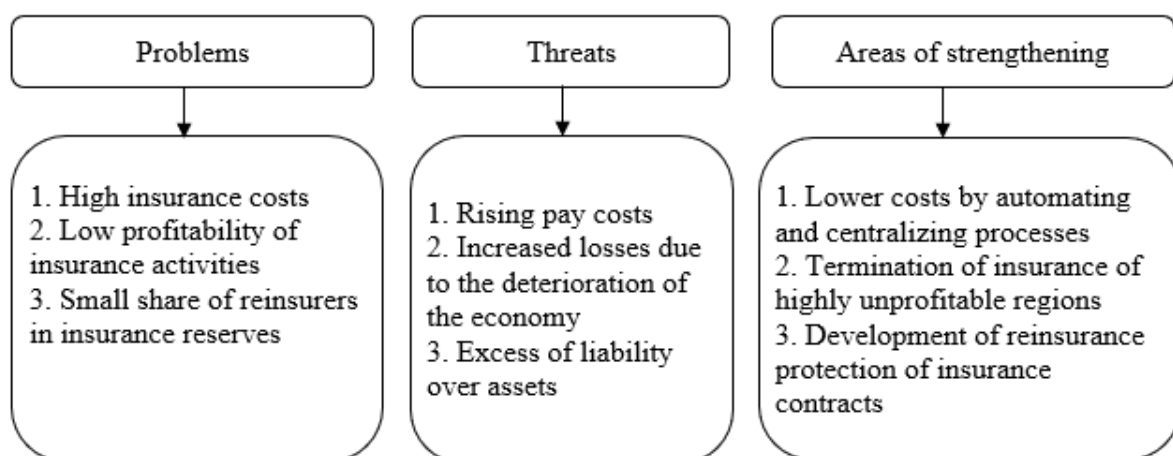 Problems
Threats
Areas of strengthening
1. High insurance costs
2. Low profitability of
insurance activities
3. Small share of reinsurers
in insurance reserves
1. Rising pay costs
2. Increased losses due
to the deterioration of
the economy
3. Excess of liability
over assets
1. Lower costs by automating
and centralizing processes
2. Termination of insurance of
highly unprofitable regions
3. Development of reinsurance
protection of insurance
contracts